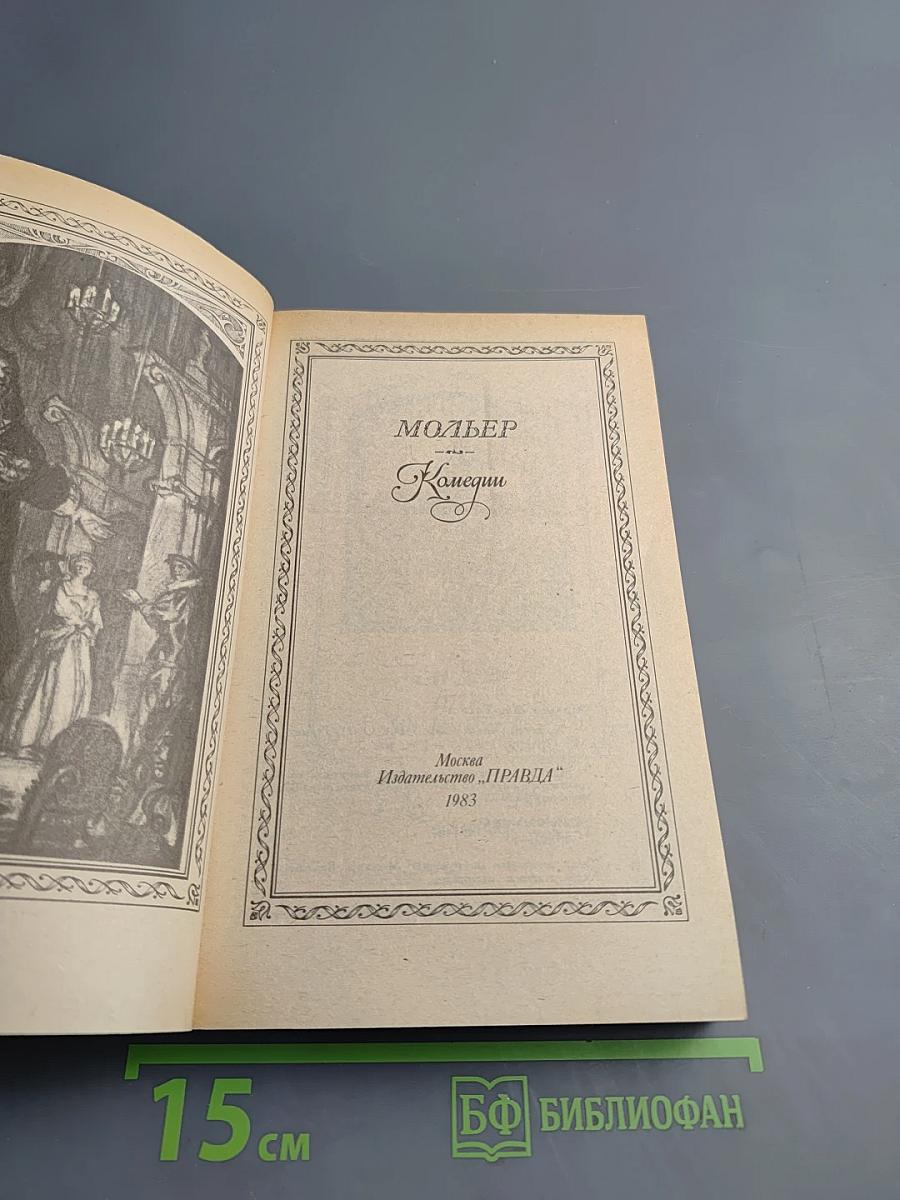 МОЛЬЕР
Комедии
Москва
Издательство „ПРАВДА“
1983
15 см
БФ БИБЛИОФАН